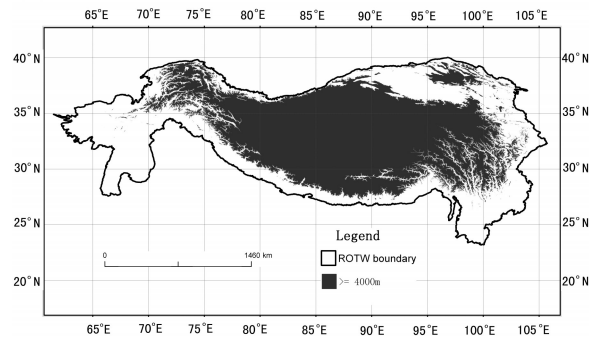 65°E 70°E 75°E 80°E 85°E 90°E 95°E 100°E 105°E
40°N 40°N
35°N 35°N
30°N 30°N
25°N 25°N
Legend
0 1460 km
ROTW boundary
>= 4000m
20°N 20°N
65°E 70°E 75°E 80°E 85°E 90°E 95°E 100°E 105°E